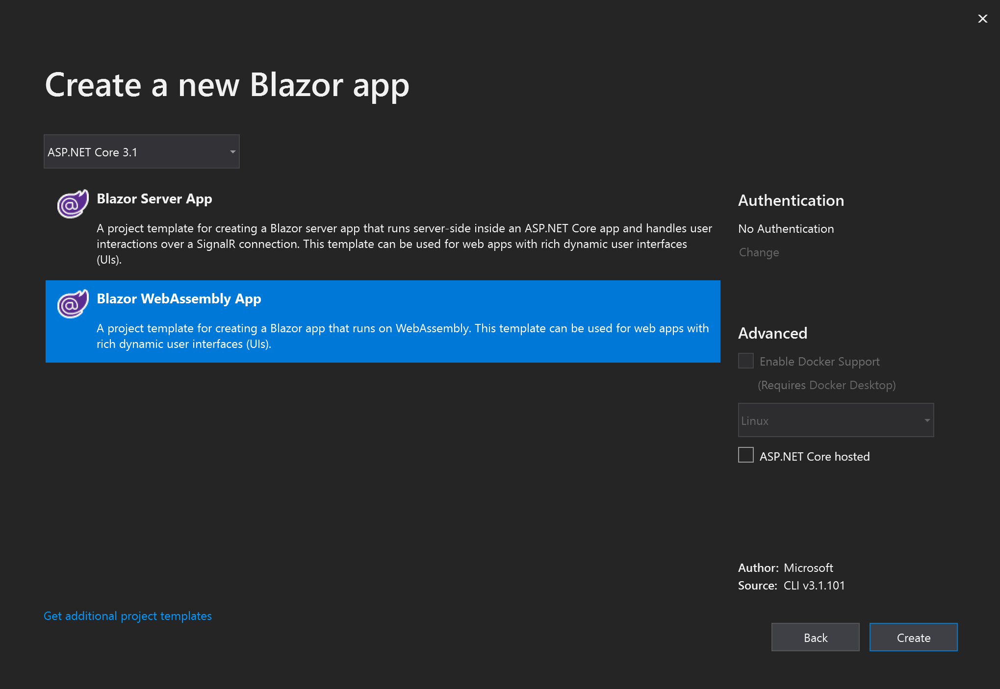 Create a new Blazor app
ASP.NET Core 3.1
Blazor Server App
A project template for creating a Blazor server app that runs server-side inside an ASP.NET Core app and handles user
interactions over a SignalR connection. This template can be used for web apps with rich dynamic user interfaces
(UIs).
Blazor WebAssembly App
A project template for creating a Blazor app that runs on WebAssembly. This template can be used for web apps with
rich dynamic user interfaces (UIs).
Get additional project templates
Authentication
No Authentication
Change
Advanced
Enable Docker Support
(Requires Docker Desktop)
Linux
ASP.NET Core hosted
Author: Microsoft
Source: CLI v3.1.101
Back
Create